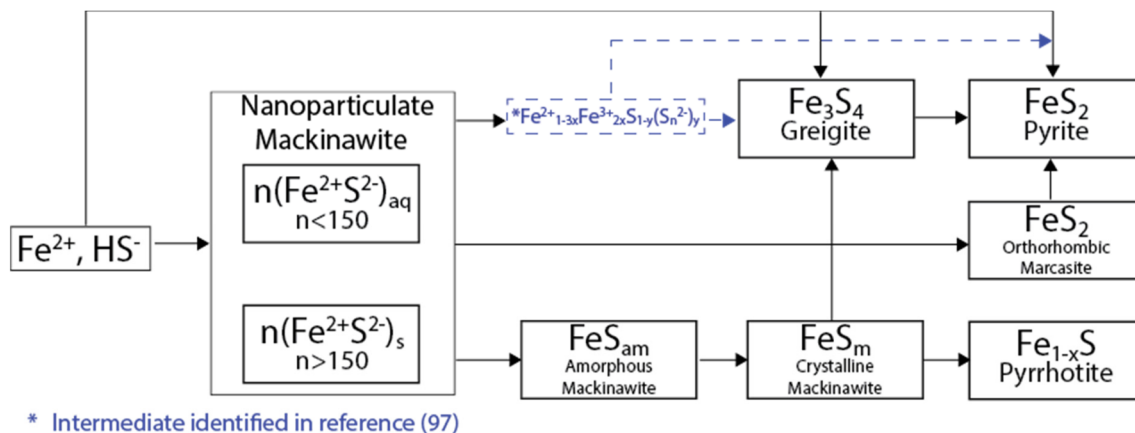 Nanoparticulate
Mackinawite
n(Fe²⁺S²⁻)aq
n<150
n(Fe²⁺S²⁻)s
n>150
Fe²⁺, HS⁻
*Fe²⁺₁₋₃ₓFe³⁺₂ₓS₁₋y(Sₙ²⁻)y
Fe₃S₄
Greigite
FeS₂
Pyrite
FeS₂
Orthorhombic
Marcasite
FeSam
Amorphous
Mackinawite
FeSm
Crystalline
Mackinawite
Fe₁₋ₓS
Pyrrhotite
* Intermediate identified in reference (97)